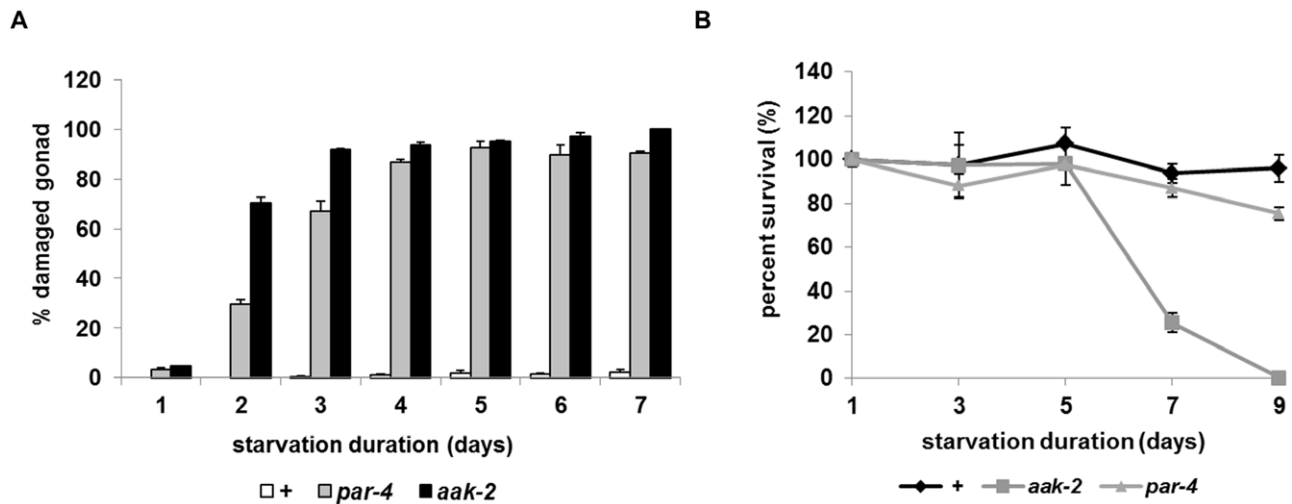 A
% damaged gonad
120
100
80
60
40
20
0
1 2 3 4 5 6 7
starvation duration (days)
+ par-4 aak-2
B
percent survival (%)
140
120
100
80
60
40
20
0
1 3 5 7 9
starvation duration (days)
+ aak-2 par-4